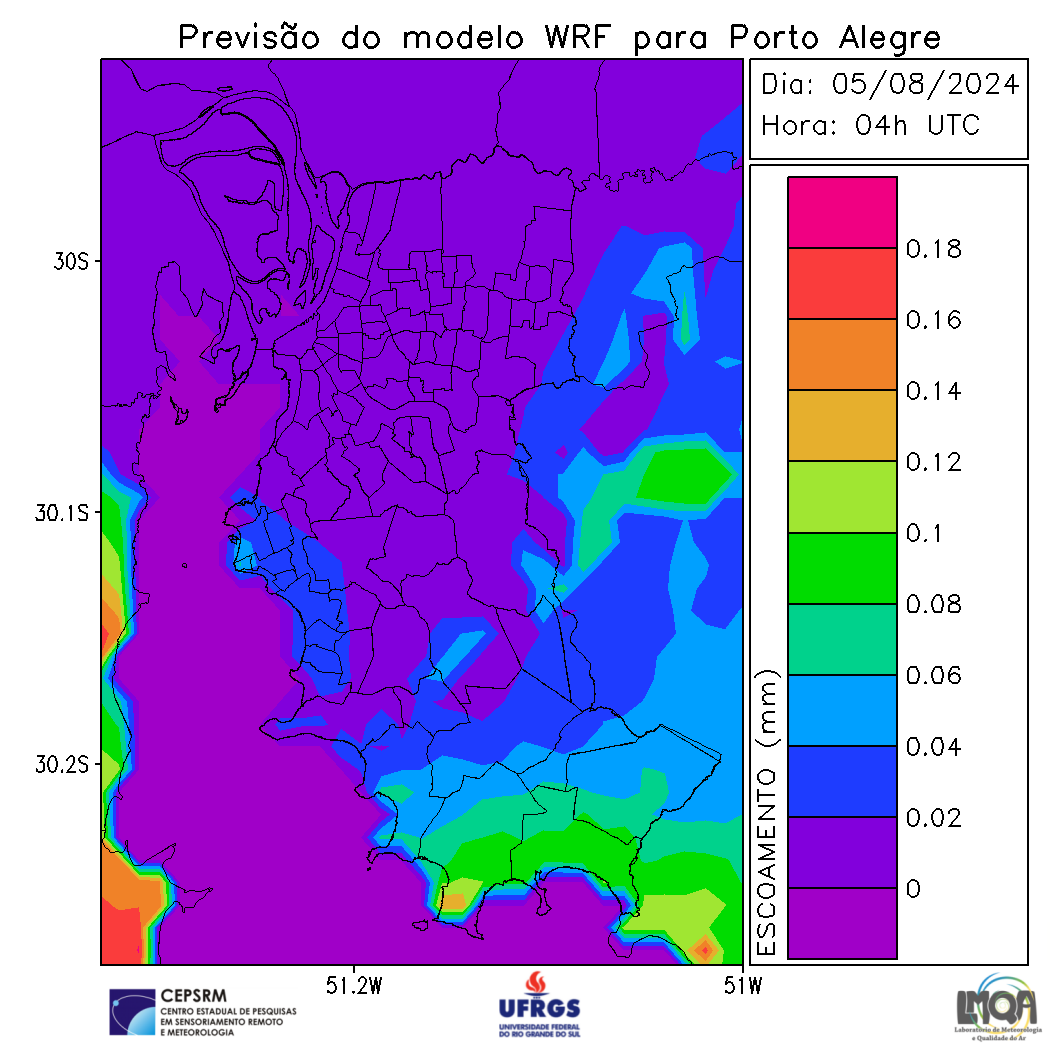 Previsão do modelo WRF para Porto Alegre
Dia: 05/08/2024
Hora: 04h UTC
30S
30.1S
30.2S
51.2W
51W
ESCOAMENTO (mm)
0.18
0.16
0.14
0.12
0.1
0.08
0.06
0.04
0.02
0
CEPSRM
CENTRO ESTADUAL DE PESQUISAS
EM SENSORIAMENTO REMOTO
E METEOROLOGIA
UFRGS
UNIVERSIDADE FEDERAL
DO RIO GRANDE DO SUL
LMQA
Laboratório de Meteorologia
e Qualidade do Ar